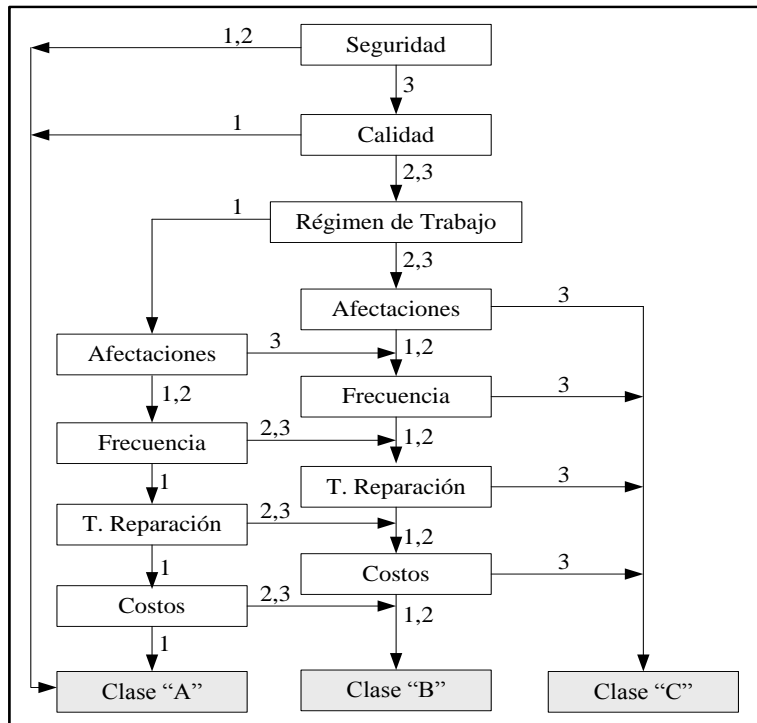 1,2
Seguridad
3
1
Calidad
2,3
1
Régimen de Trabajo
2,3
Afectaciones
3
Afectaciones
3
1,2
1,2
Frecuencia
3
Frecuencia
2,3
1,2
1
T. Reparación
3
T. Reparación
2,3
1,2
1
Costos
3
Costos
2,3
1,2
1
Clase “A”
Clase “B”
Clase “C”